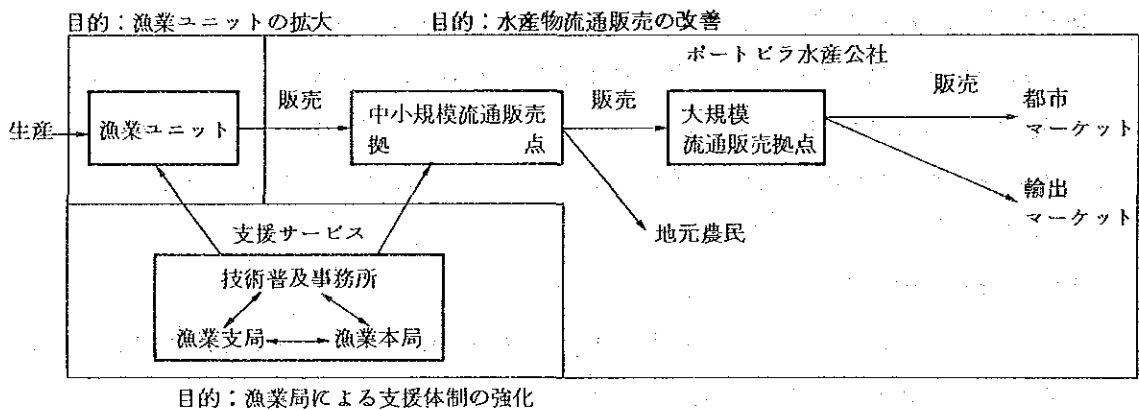 目的：漁業ユニットの拡大
目的：水産物流通販売の改善
ポートビラ水産公社
生産
漁業ユニット
販売
中小規模流通販売
拠点
販売
大規模
流通販売拠点
販売
都市
マーケット
輸出
マーケット
地元農民
支援サービス
技術普及事務所
漁業支局
漁業本局
目的：漁業局による支援体制の強化